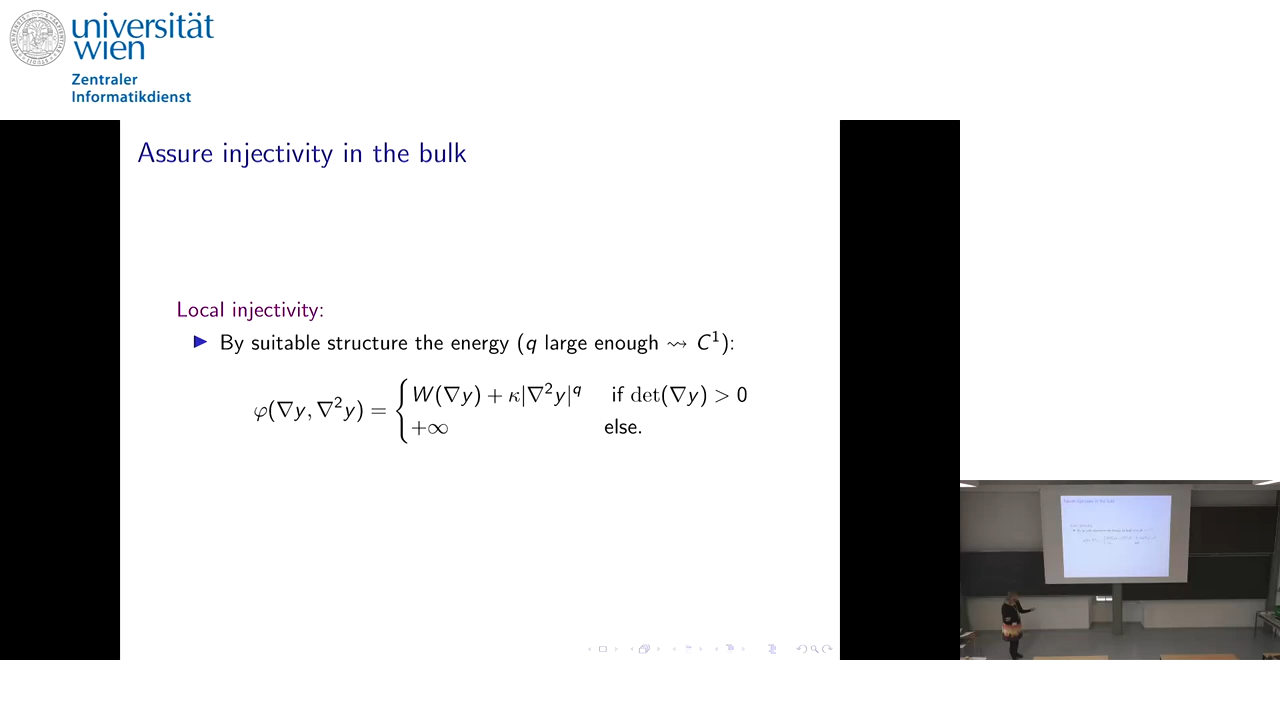 universität
wien
Zentraler
Informatikdienst
Assure injectivity in the bulk
Local injectivity:
▶ By suitable structure the energy (q large enough ⇝ C¹):
φ(∇y, ∇²y) = { W(∇y) + κ|∇²y|^q if det(∇y) > 0
+∞ else.